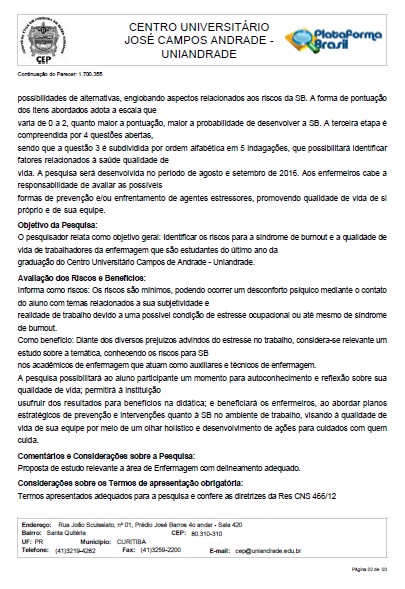 CENTRO UNIVERSITÁRIO
JOSÉ CAMPOS ANDRADE -
UNIANDRADE
CEP
Plataforma
Brasil
Continuação do Parecer: 1.700.355
possibilidades de alternativas, englobando aspectos relacionados aos riscos da SB. A forma de pontuação
dos itens abordados adota a escala que
varia de 0 a 2, quanto maior a pontuação, maior a probabilidade de desenvolver a SB. A terceira etapa é
compreendida por 4 questões abertas,
sendo que a questão 3 é subdividida por ordem alfabética em 5 indagações, que possibilitará identificar
fatores relacionados à saúde qualidade de
vida. A pesquisa será desenvolvida no período de agosto e setembro de 2016. Aos enfermeiros cabe a
responsabilidade de avaliar as possíveis
formas de prevenção e/ou enfrentamento de agentes estressores, promovendo qualidade de vida de si
próprio e de sua equipe.
Objetivo da Pesquisa:
O pesquisador relata como objetivo geral: Identificar os riscos para a síndrome de burnout e a qualidade de
vida de trabalhadores da enfermagem que são estudantes do último ano da
graduação do Centro Universitário Campos de Andrade - Uniandrade.
Avaliação dos Riscos e Benefícios:
Informa como riscos: Os riscos são mínimos, podendo ocorrer um desconforto psíquico mediante o contato
do aluno com temas relacionados a sua subjetividade e
realidade de trabalho devido a uma possível condição de estresse ocupacional ou até mesmo de síndrome
de burnout.
Como benefício: Diante dos diversos prejuízos advindos do estresse no trabalho, considera-se relevante um
estudo sobre a temática, conhecendo os riscos para SB
nos acadêmicos de enfermagem que atuam como auxiliares e técnicos de enfermagem.
A pesquisa possibilitará ao aluno participante um momento para autoconhecimento e reflexão sobre sua
qualidade de vida; permitirá à instituição
usufruir dos resultados para benefícios na didática; e beneficiará os enfermeiros, ao abordar planos
estratégicos de prevenção e intervenções quanto à SB no ambiente de trabalho, visando à qualidade de
vida de sua equipe por meio de um olhar holístico e desenvolvimento de ações para cuidados com quem
cuida.
Comentários e Considerações sobre a Pesquisa:
Proposta de estudo relevante a área de Enfermagem com delineamento adequado.
Considerações sobre os Termos de apresentação obrigatória:
Termos apresentados adequados para a pesquisa e confere as diretrizes da Res CNS 466/12
Endereço: Rua João Scuissiato, nº 01, Prédio José Barros 4o andar - Sala 420
Bairro: Santa Quitéria CEP: 80.310-310
UF: PR Município: CURITIBA
Telefone: (41)3219-4282 Fax: (41)3259-2200 E-mail: cep@uniandrade.edu.br
Página 02 de 03